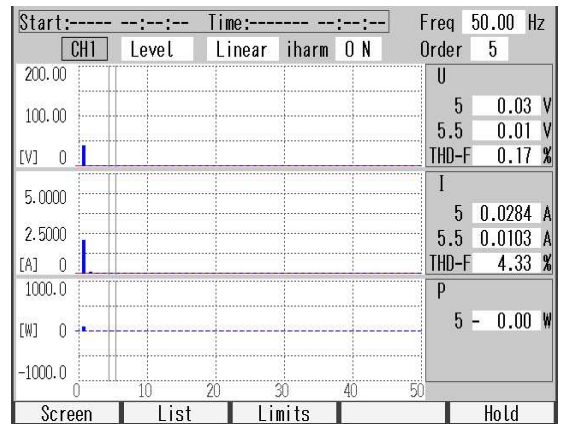 Start:----- --:--:-- Time:------- --:--:-- Freq 50.00 Hz
CH1 Level Linear iharm O N Order 5
200.00
100.00
[V] 0
U
5 0.03 V
5.5 0.01 V
THD-F 0.17 %
5.0000
2.5000
[A] 0
I
5 0.0284 A
5.5 0.0103 A
THD-F 4.33 %
1000.0
[W] 0
-1000.0
P
5 - 0.00 W
0 10 20 30 40 50
Screen List Limits Hold